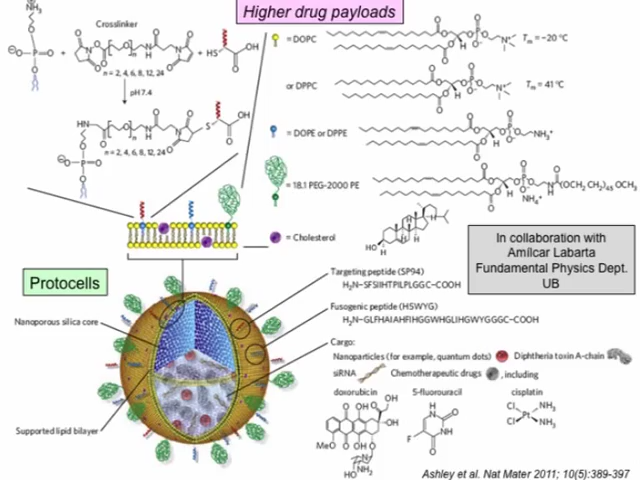 Higher drug payloads
NH₃⁺
Crosslinker
n = 2, 4, 6, 8, 12, 24
pH 7.4
n = 2, 4, 6, 8, 12, 24
= DOPC
Tm = −20 °C
or DPPC
Tm = 41 °C
= DOPE or DPPE
= 18.1 PEG-2000 PE
= Cholesterol
In collaboration with
Amílcar Labarta
Fundamental Physics Dept.
UB
Protocells
Nanoporous silica core
Supported lipid bilayer
Targeting peptide (SP94)
H₂N−SFSIIHTPILPLGGC−COOH
Fusogenic peptide (H5WYG)
H₂N−GLFHAIAHFIHGGWHGLIHGWYGGGC−COOH
Cargo:
Nanoparticles (for example, quantum dots)
Diphtheria toxin A-chain
siRNA
Chemotherapeutic drugs
, including
doxorubicin
5-fluorouracil
cisplatin
Ashley et al. Nat Mater 2011; 10(5):389-397